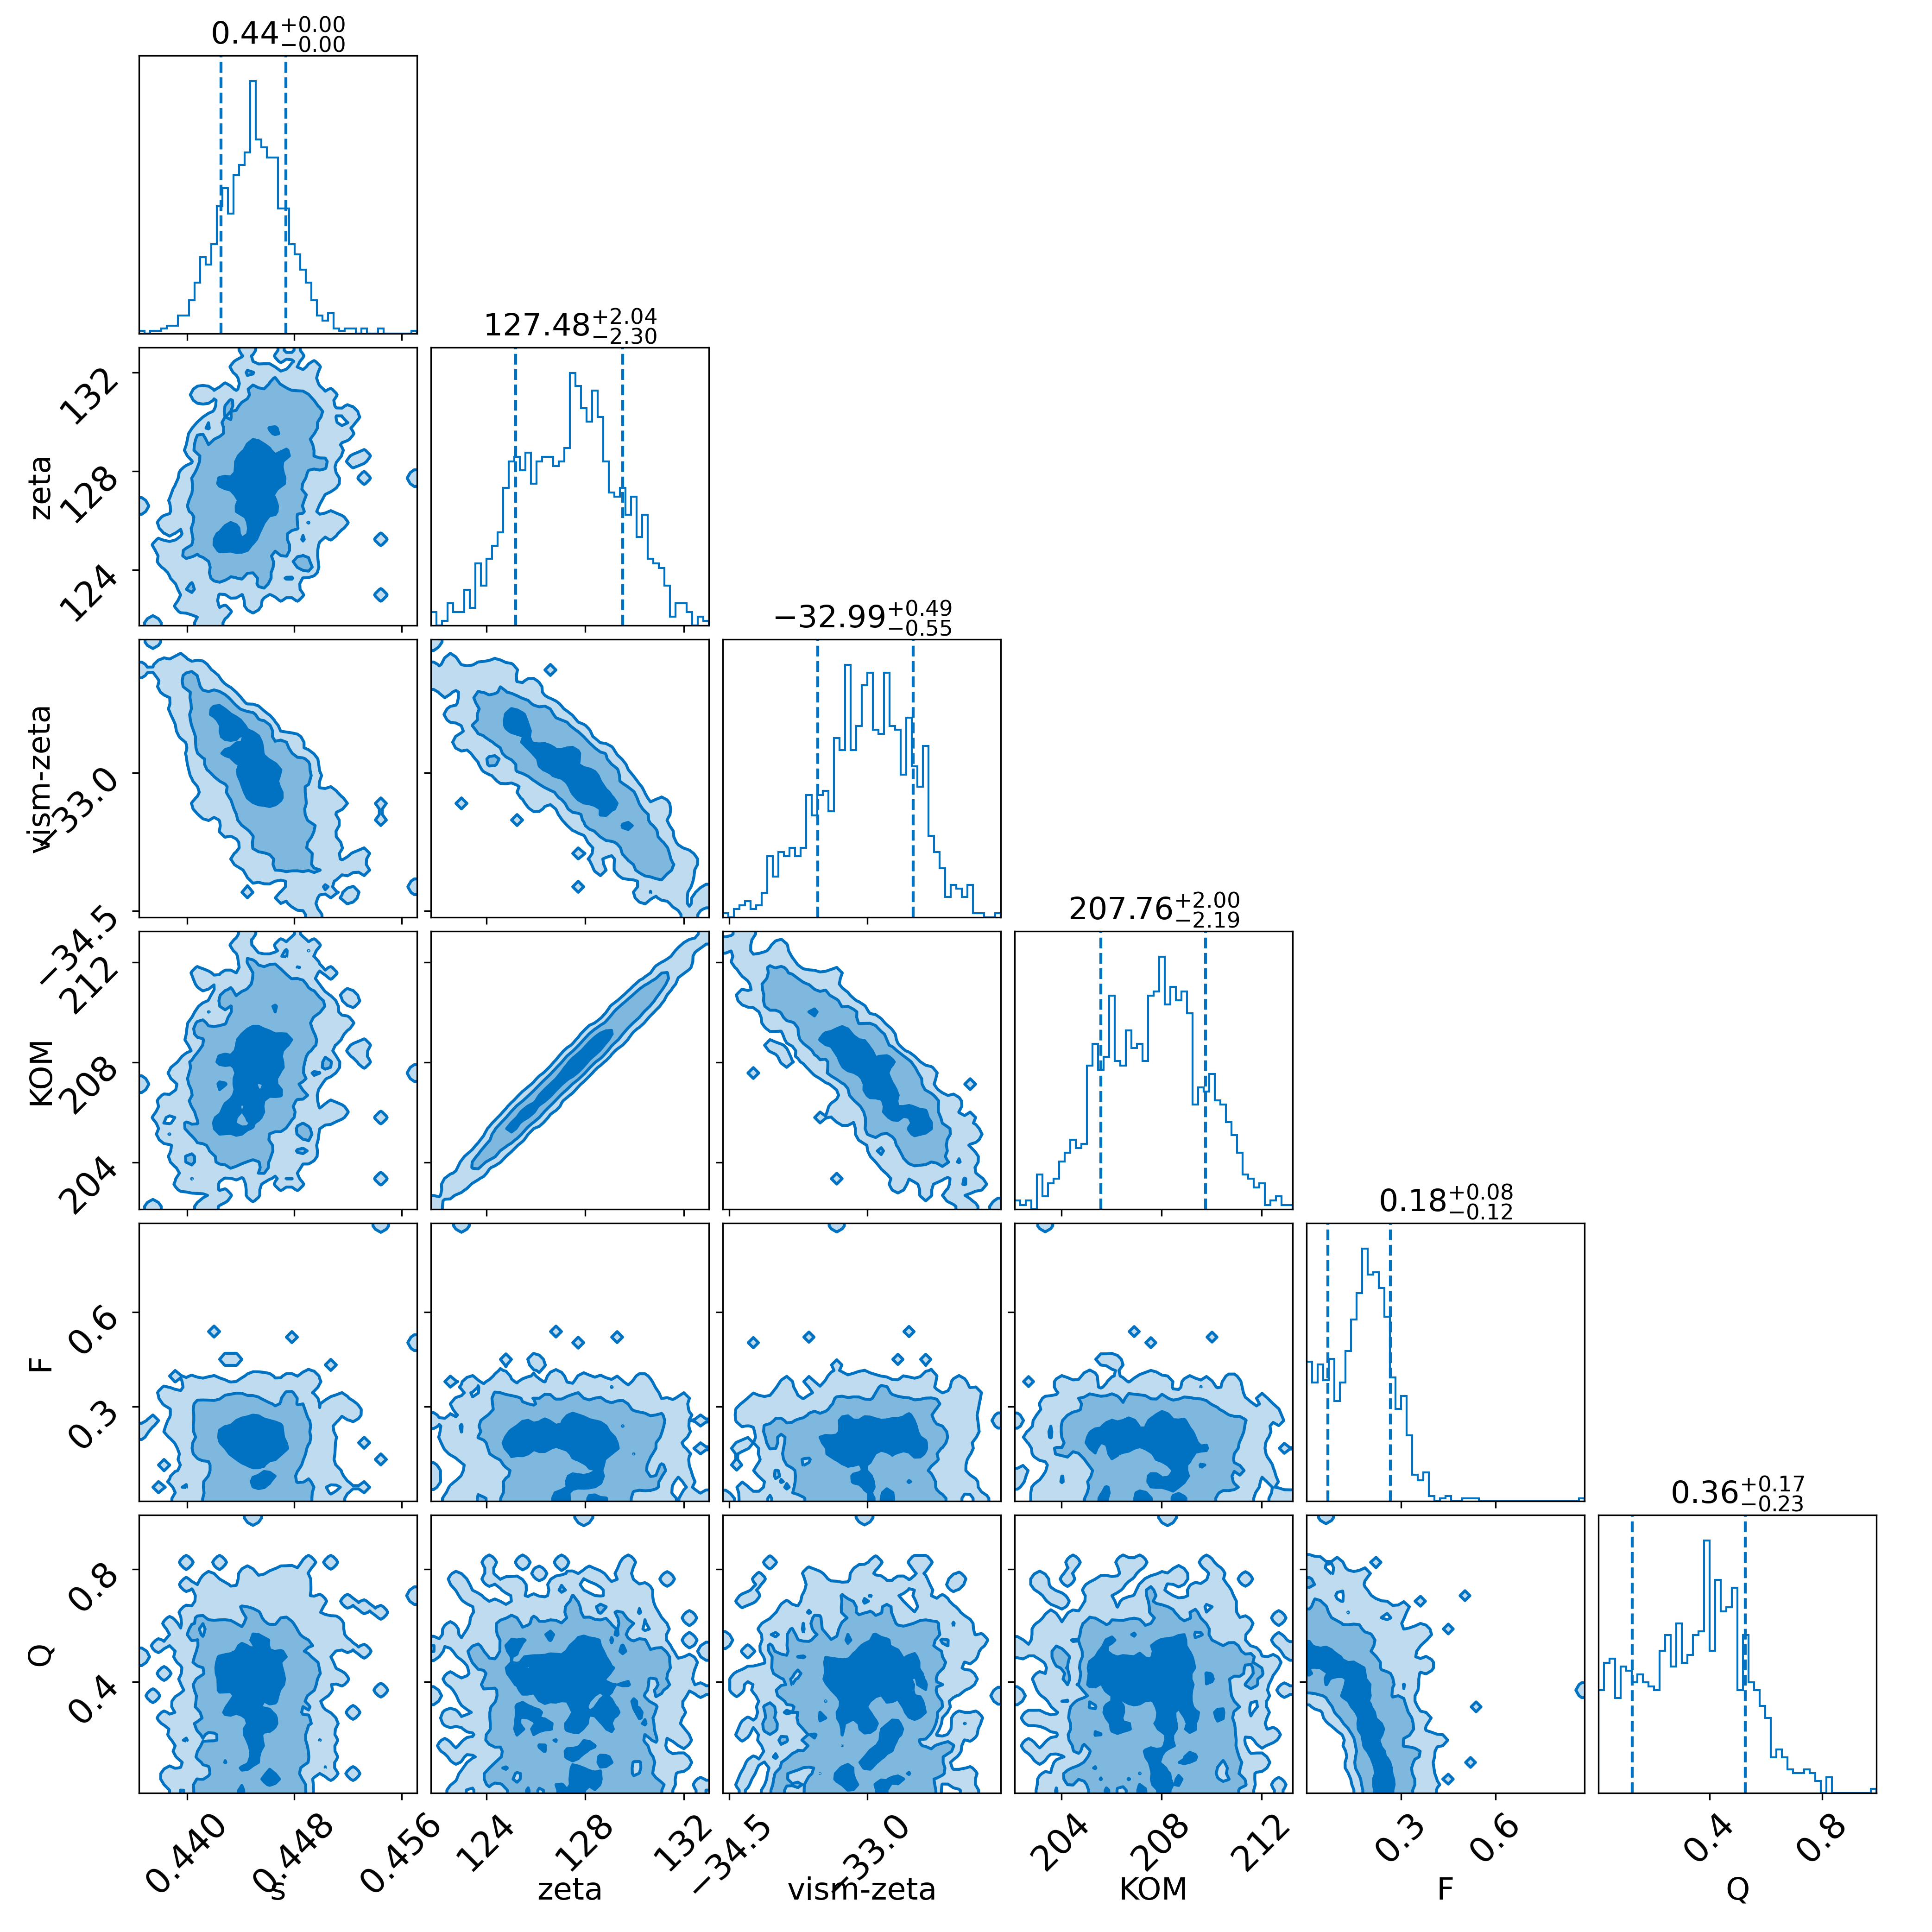 0.44+0.00−0.00
127.48+2.04−2.30
zeta
132
128
124
−32.99+0.49−0.55
vism-zeta
−33.0
−34.5
207.76+2.00−2.19
KOM
212
208
204
0.18+0.08−0.12
F
0.6
0.3
0.36+0.17−0.23
Q
0.8
0.4
0.440 0.448 0.456 124 128 132 −34.5 −33.0 204 208 212 0.3 0.6 0.4 0.8
s zeta vism-zeta KOM F Q